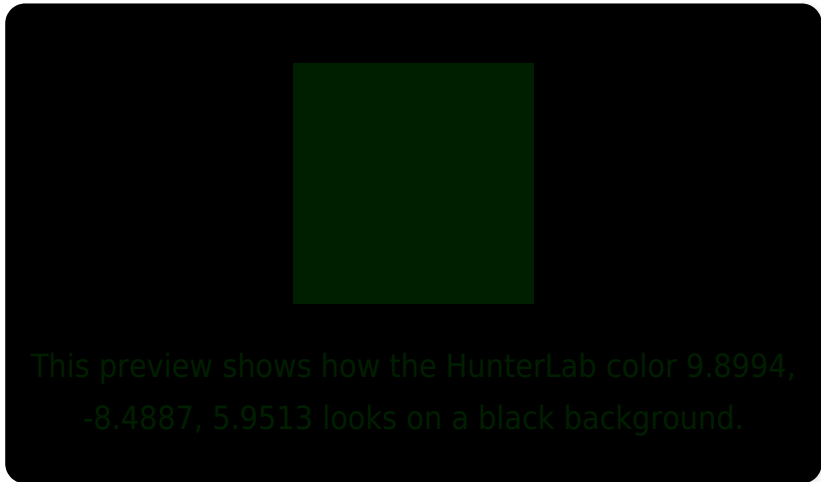 This preview shows how the HunterLab color 9.8994,
-8.4887, 5.9513 looks on a black background.